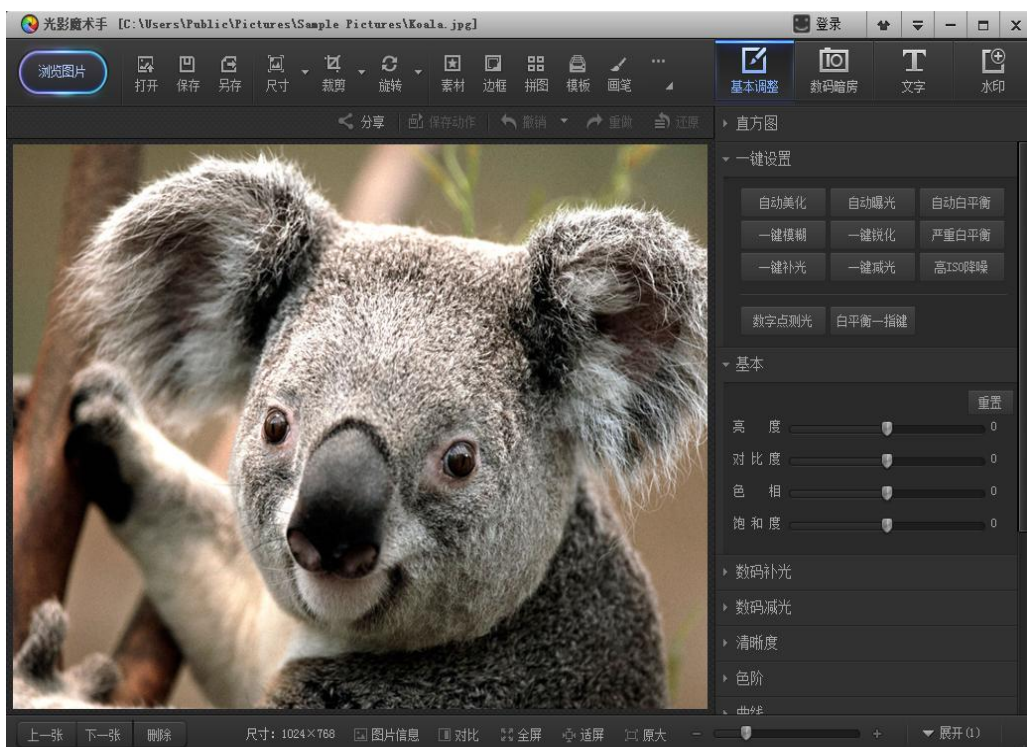 光影魔术手 [C:\Users\Public\Pictures\Sample Pictures\Koala.jpg] 登录
浏览图片 打开 保存 另存 尺寸 裁剪 旋转 素材 边框 拼图 模板 画笔 ... 基本调整 数码暗房 文字 水印
分享 保存动作 撤销 重做 还原
直方图
一键设置
自动美化 自动曝光 自动白平衡
一键模糊 一键锐化 严重白平衡
一键补光 一键减光 高ISO降噪
数字点测光 白平衡一指键
基本
重置
亮 度 0
对比度 0
色 相 0
饱和度 0
数码补光
数码减光
清晰度
色阶
曲线
上一张 下一张 删除 尺寸: 1024×768 图片信息 对比 全屏 适屏 原大 - + 展开(1)